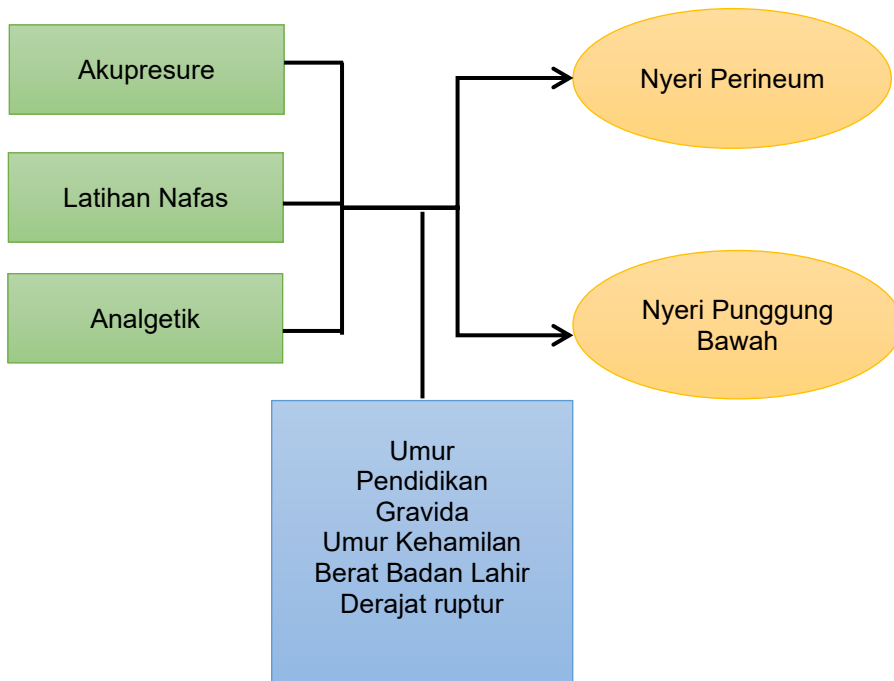 Akupresure
Latihan Nafas
Analgetik
Nyeri Perineum
Nyeri Punggung
Bawah
Umur
Pendidikan
Gravida
Umur Kehamilan
Berat Badan Lahir
Derajat ruptur